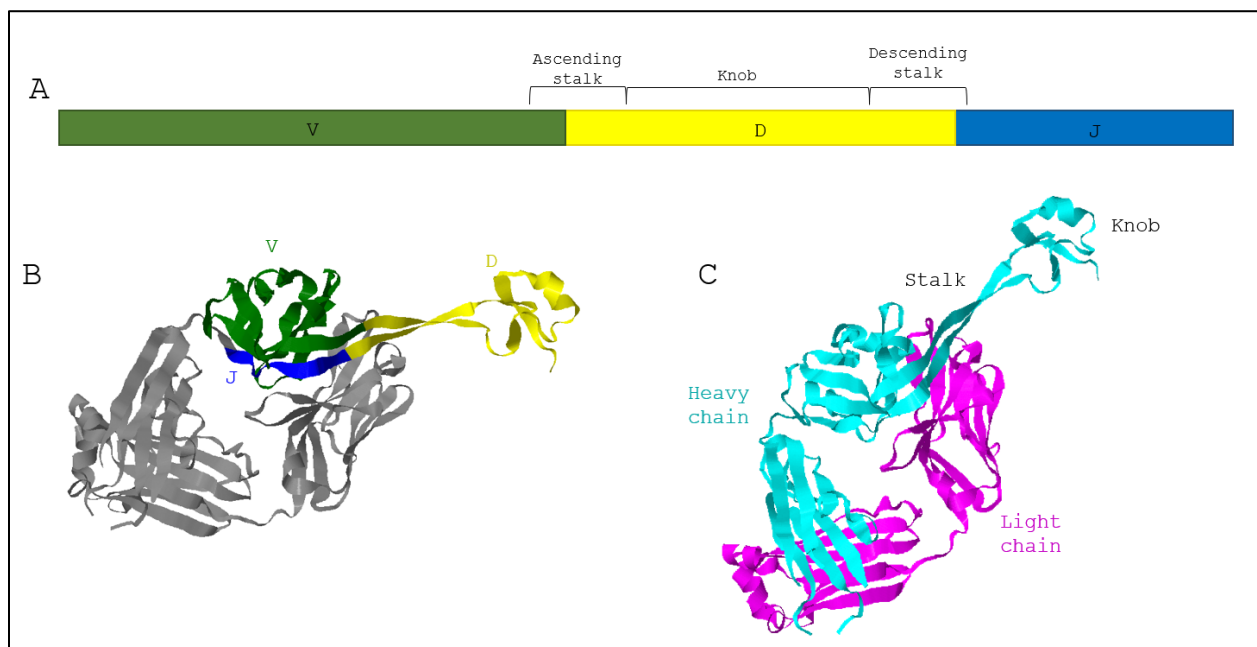 A
Ascending
stalk
Knob
Descending
stalk
V
D
J
B
V
D
J
C
Knob
Stalk
Heavy
chain
Light
chain